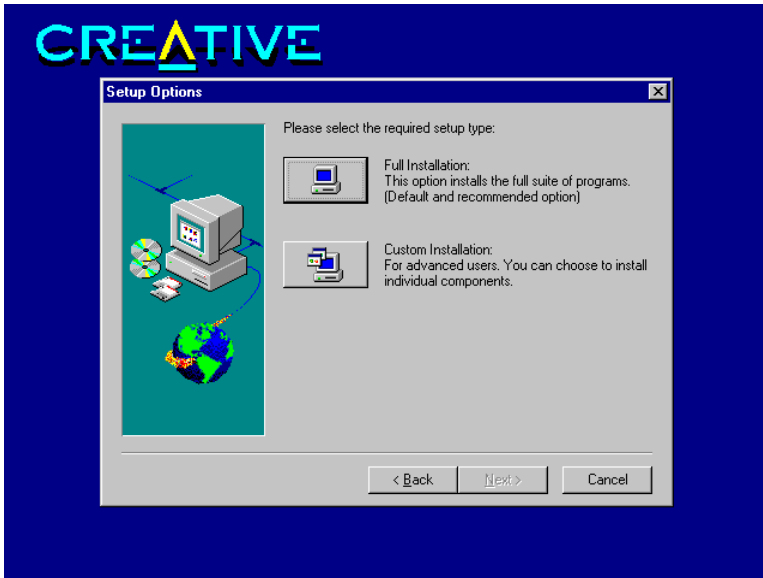 CREATIVE
Setup Options
Please select the required setup type:
Full Installation:
This option installs the full suite of programs.
(Default and recommended option)
Custom Installation:
For advanced users. You can choose to install
individual components.
< Back
Next >
Cancel